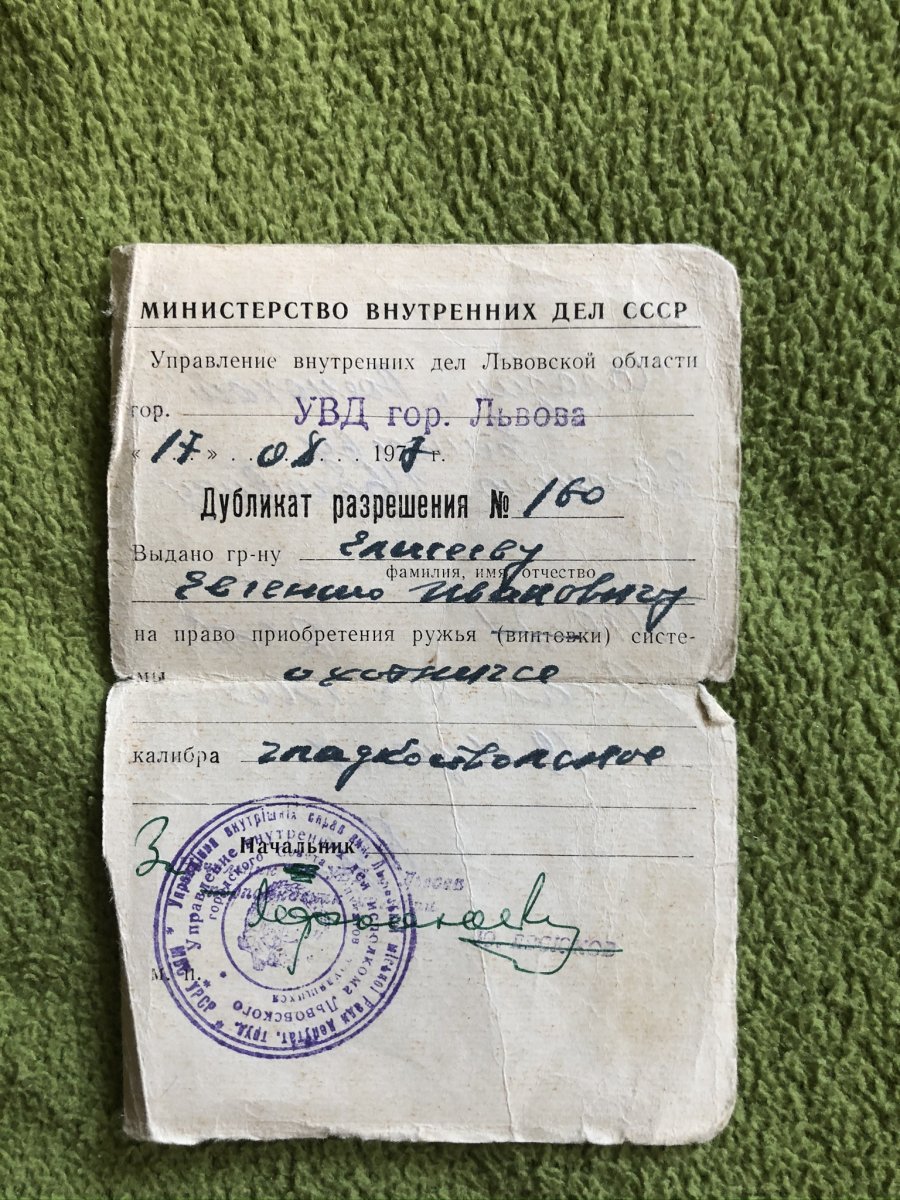 МИНИСТЕРСТВО ВНУТРЕННИХ ДЕЛ СССР
Управление внутренних дел Львовской области
гор. УВД гор. Львова
« 17 » . . 08 . . . 1977 г.
Дубликат разрешения № 160
Выдано гр-ну Елисееву
фамилия, имя, отчество
Евгению Ивановичу
на право приобретения ружья (винтовки) систе-
мы охотничье
калибра гладкоствольное
Начальник
М. П.